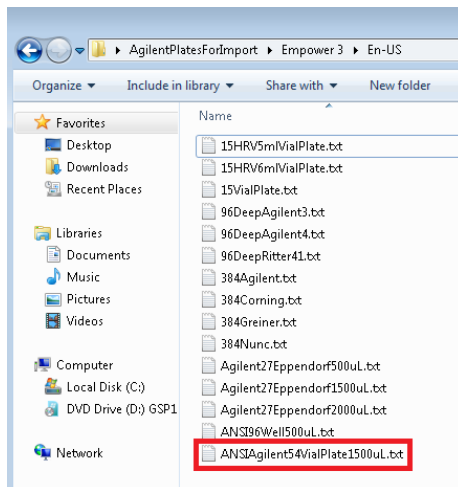 AgilentPlatesForImport Empower 3 En-US
Organize Include in library Share with New folder
Favorites
Desktop
Downloads
Recent Places
Libraries
Documents
Music
Pictures
Videos
Computer
Local Disk (C:)
DVD Drive (D:) GSP1
Network
Name
15HRV5mlVialPlate.txt
15HRV6mlVialPlate.txt
15VialPlate.txt
96DeepAgilent3.txt
96DeepAgilent4.txt
96DeepRitter41.txt
384Agilent.txt
384Corning.txt
384Greiner.txt
384Nunc.txt
Agilent27Eppendorf500uL.txt
Agilent27Eppendorf1500uL.txt
Agilent27Eppendorf2000uL.txt
ANSI96Well500uL.txt
ANSIAgilent54VialPlate1500uL.txt